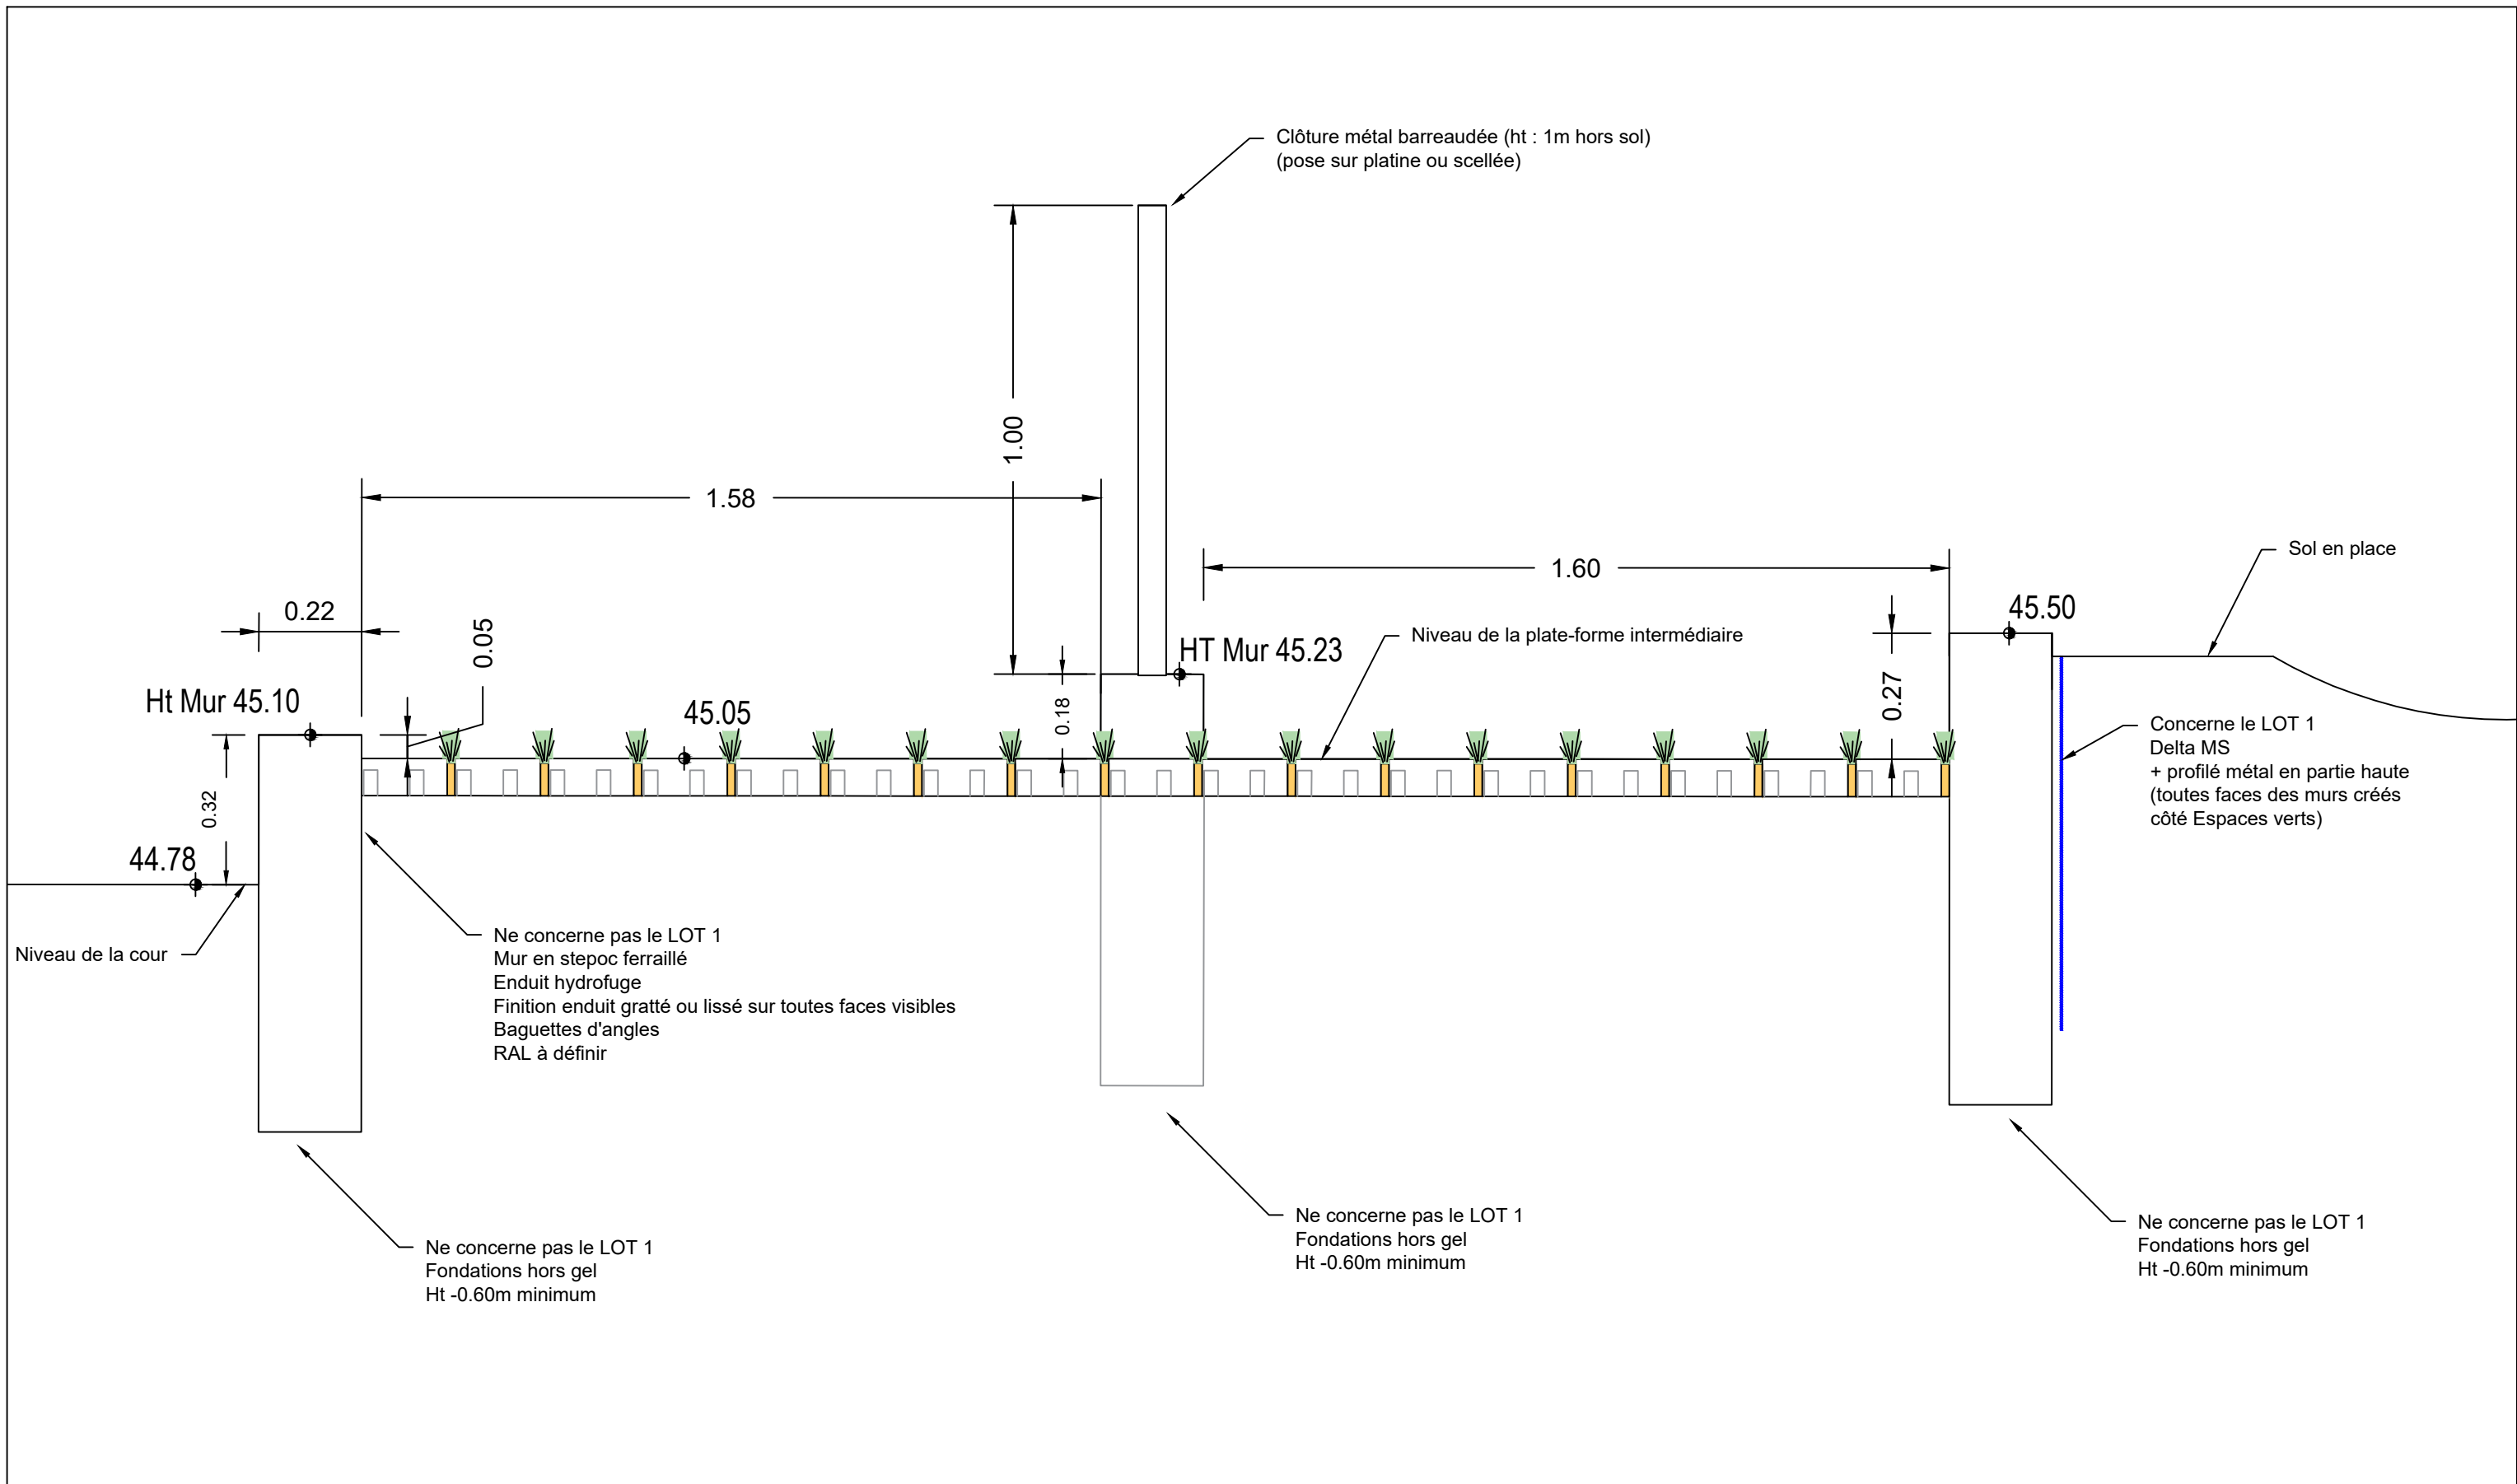 Clôture métal barreaudée (ht : 1m hors sol)
(pose sur platine ou scellée)
1.00
1.58
1.60
Sol en place
0.22
0.05
45.50
Niveau de la plate-forme intermédiaire
HT Mur 45.23
Ht Mur 45.10
45.05
0.18
0.27
Concerne le LOT 1
Delta MS
+ profilé métal en partie haute
(toutes faces des murs créés
côté Espaces verts)
0.32
44.78
Niveau de la cour
Ne concerne pas le LOT 1
Mur en stepoc ferraillé
Enduit hydrofuge
Finition enduit gratté ou lissé sur toutes faces visibles
Baguettes d'angles
RAL à définir
Ne concerne pas le LOT 1
Fondations hors gel
Ht -0.60m minimum
Ne concerne pas le LOT 1
Fondations hors gel
Ht -0.60m minimum
Ne concerne pas le LOT 1
Fondations hors gel
Ht -0.60m minimum